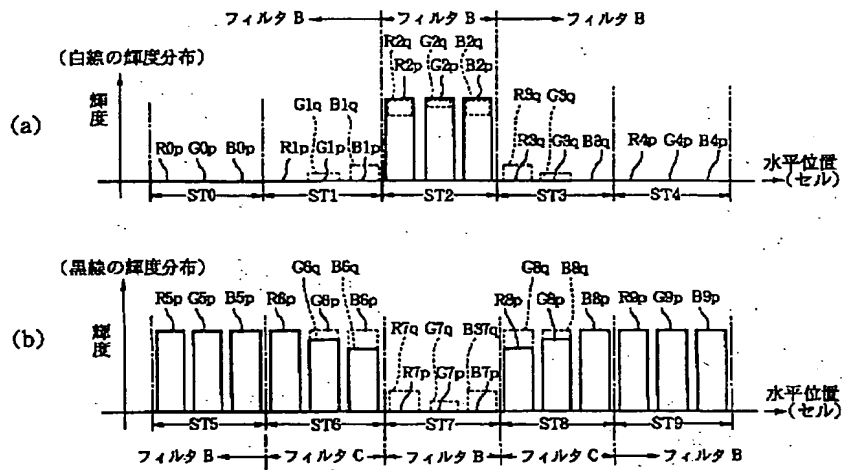 フィルタ B フィルタ B フィルタ B
(白線の輝度分布)
R2q G2q B2q
R2p G2p B2p
輝度
G1q B1q
R3q G3q
(a)
R0p G0p B0p R1p G1p B1p R3q G3q B3q R4p G4p B4p
水平位置
(セル)
ST0 ST1 ST2 ST3 ST4
(黒線の輝度分布)
G6q B6q
G8q B8q
R5p G5p B5p R6p G6p B6p
R8p G8p B8p R9p G9p B9p
(b)
輝度
R7q G7q B37q
R7p G7p B7p
水平位置
(セル)
ST5 ST6 ST7 ST8 ST9
フィルタ B フィルタ C フィルタ B フィルタ C フィルタ B